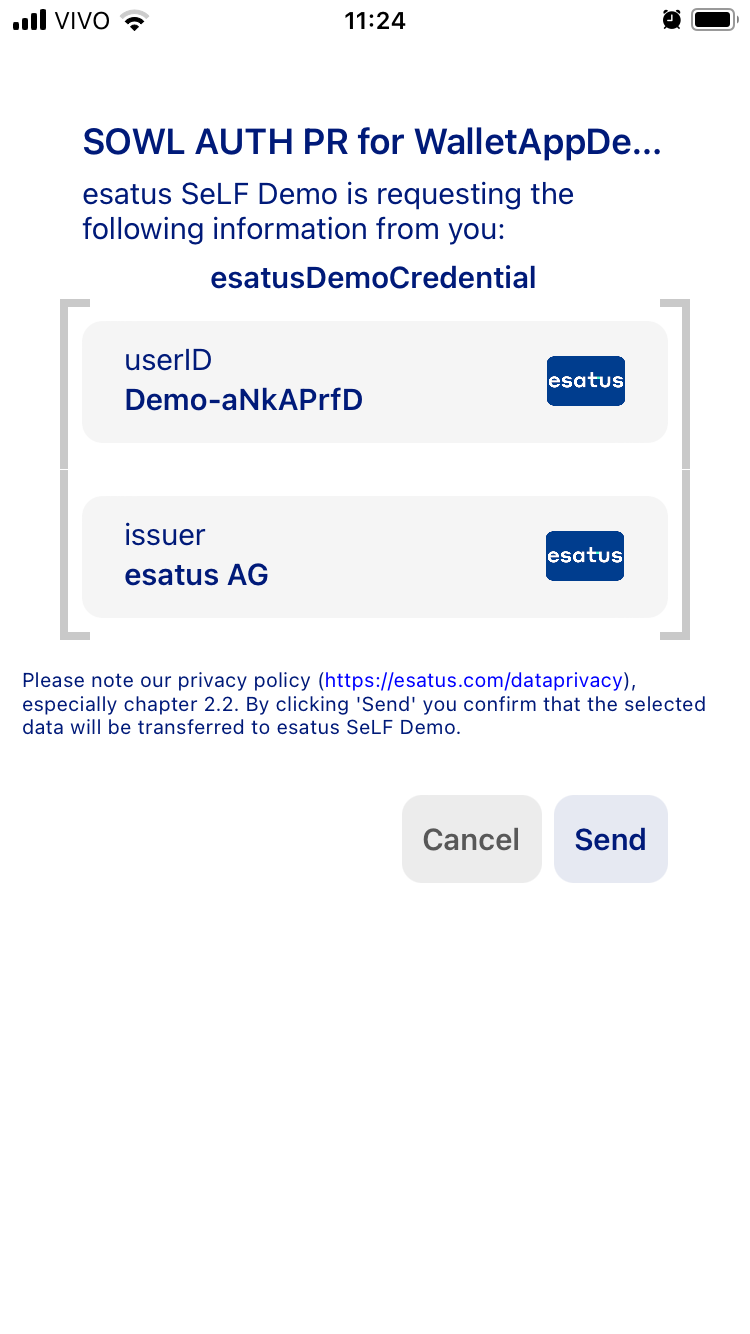 VIVO 11:24
SOWL AUTH PR for WalletAppDe...
esatus SeLF Demo is requesting the
following information from you:
esatusDemoCredential
userID
Demo-aNkAPrfD
esatus
issuer
esatus AG
esatus
Please note our privacy policy (https://esatus.com/dataprivacy),
especially chapter 2.2. By clicking 'Send' you confirm that the selected
data will be transferred to esatus SeLF Demo.
Cancel Send